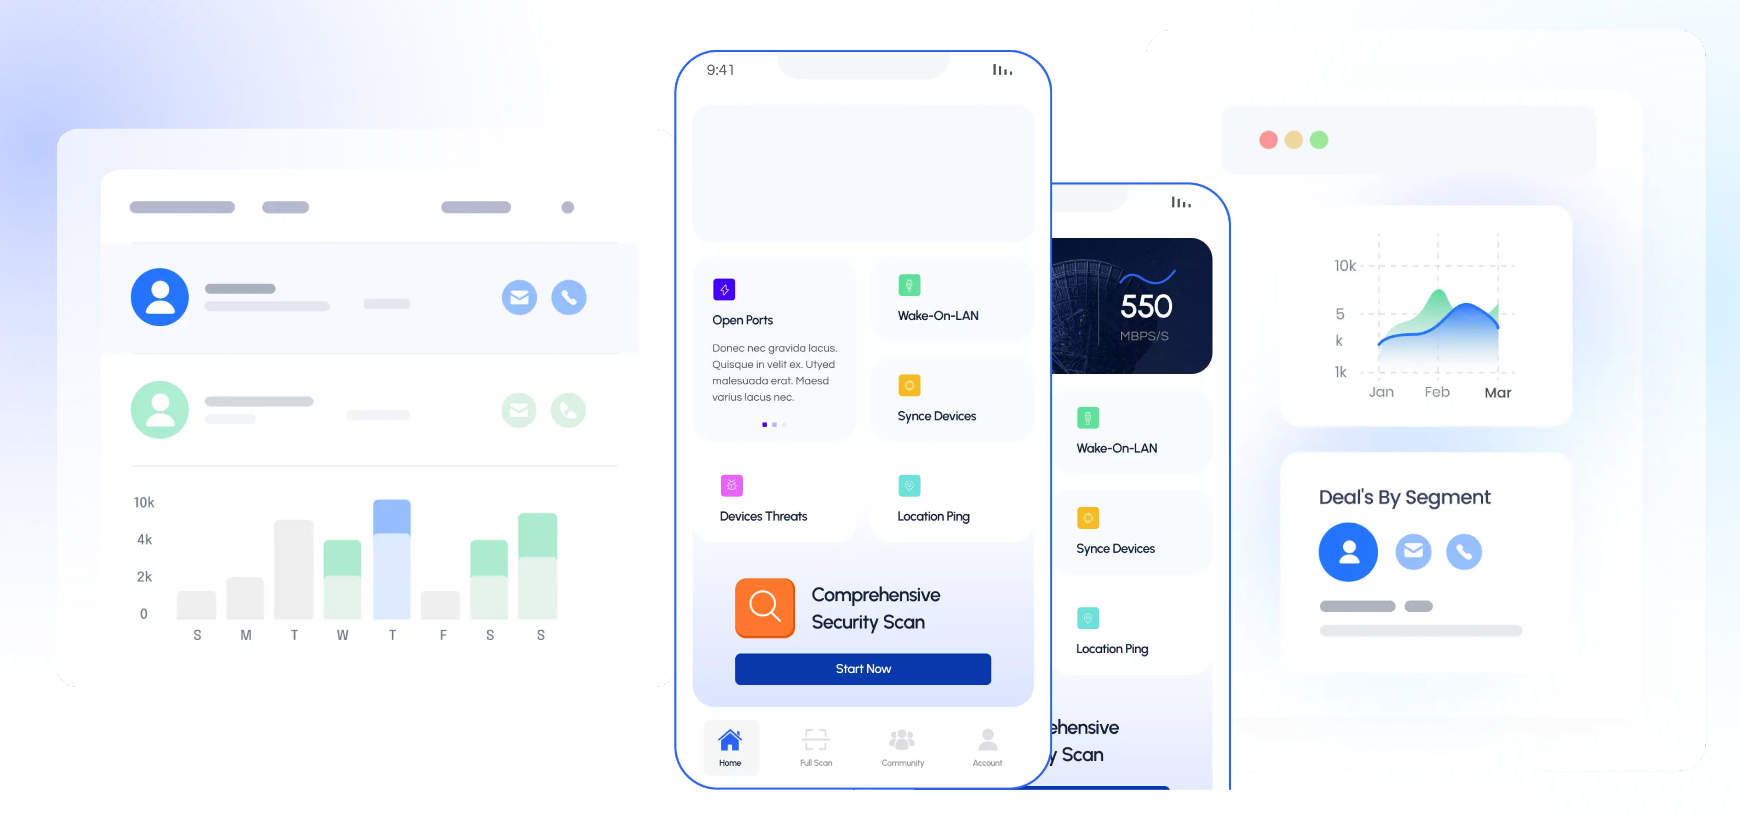 10k
4k
2k
0
S M T W T F S S
9:41
Open Ports
Donec nec gravida lacus.
Quisque in velit ex. Utyed
malesuada erat. Maesd
varius lacus nec.
Wake-On-LAN
Synce Devices
Devices Threats
Location Ping
Comprehensive
Security Scan
Start Now
Home
Full Scan
Community
Account
550
MBPS/S
Wake-On-LAN
Synce Devices
Location Ping
ehensive
y Scan
10k
5
k
1k
Jan Feb Mar
Deal's By Segment